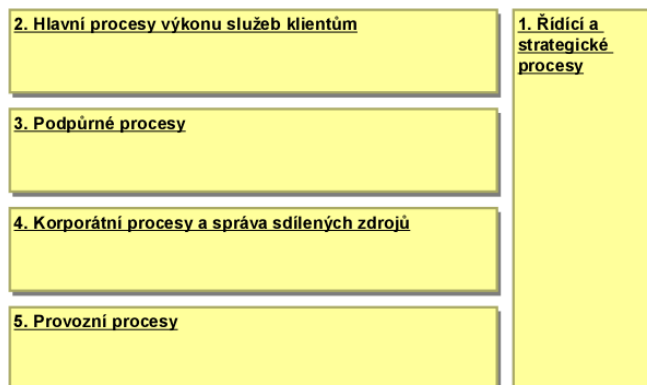 2. Hlavní procesy výkonu služeb klientům
1. Řídící a
strategické
procesy
3. Podpůrné procesy
4. Korporátní procesy a správa sdílených zdrojů
5. Provozní procesy